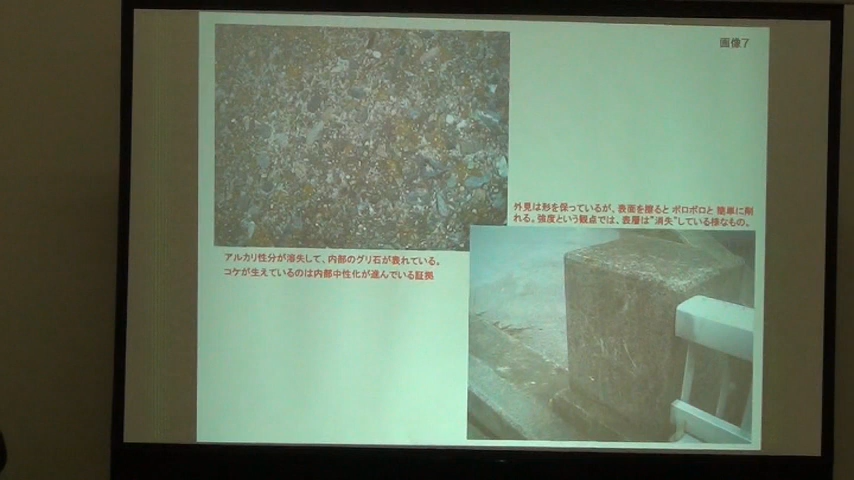 画像7
外見は形を保っているが、表面を擦ると ボロボロと 簡単に削
れる。強度という観点では、表層は"消失"している様なもの。
アルカリ性分が溶失して、内部のグリ石が表れている。
コケが生えているのは内部中性化が進んでいる証拠